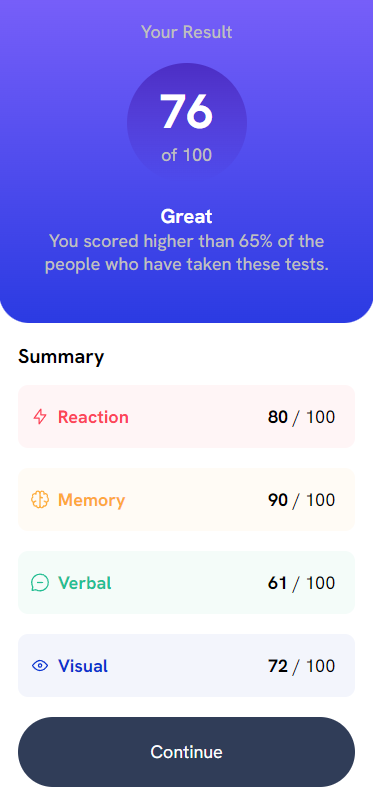 Your Result
76
of 100
Great
You scored higher than 65% of the
people who have taken these tests.
Summary
Reaction 80 / 100
Memory 90 / 100
Verbal 61 / 100
Visual 72 / 100
Continue